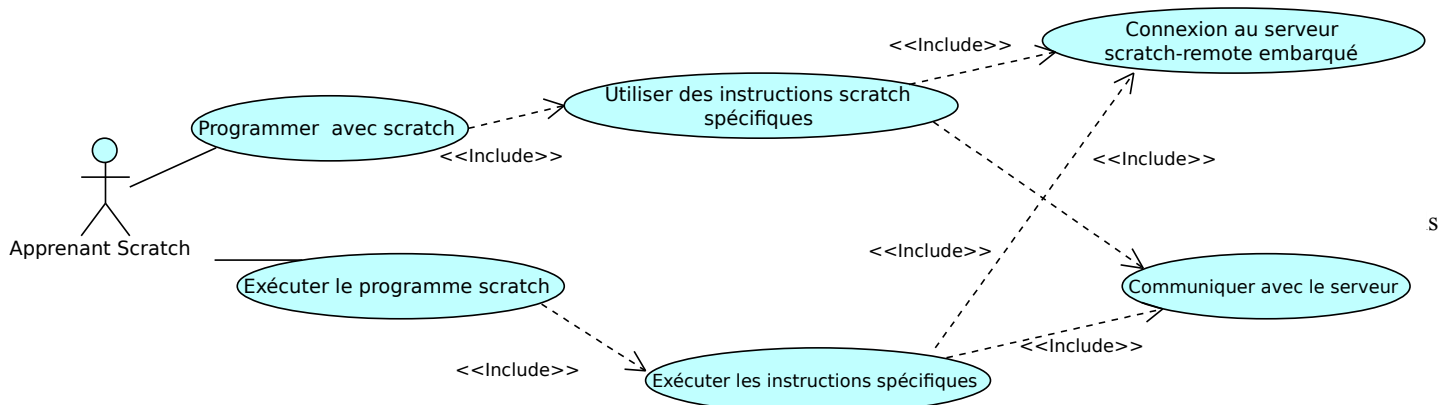 Connexion au serveur
scratch-remote embarqué
<<Include>>
Utiliser des instructions scratch
spécifiques
Programmer avec scratch
<<Include>>
<<Include>>
Apprenant Scratch
s
<<Include>>
Exécuter le programme scratch
Communiquer avec le serveur
<<Include>>
<<Include>>
Exécuter les instructions spécifiques